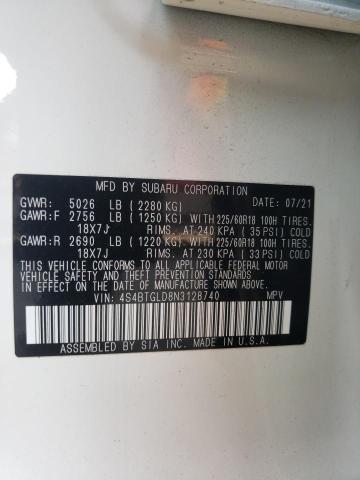 MFD BY SUBARU CORPORATION 07/21
GVWR: 5026 LB (2280 KG)
GAWR:F 2756 LB (1250 KG) WITH 225/60R18 100H TIRES.
18X7J RIMS. AT 240 KPA (35 PSI) COLD
GAWR:R 2690 LB (1220 KG) WITH 225/60R18 100H TIRES.
18X7J RIMS. AT 230 KPA (33 PSI) COLD
THIS VEHICLE CONFORMS TO ALL APPLICABLE FEDERAL MOTOR
VEHICLE SAFETY AND THEFT PREVENTION STANDARDS
IN EFFECT ON THE DATE OF MANUFACTURE SHOWN ABOVE.
VIN: 4S4BTGLD8N3128740 MPV
ASSEMBLED BY SIA INC. MADE IN U.S.A.